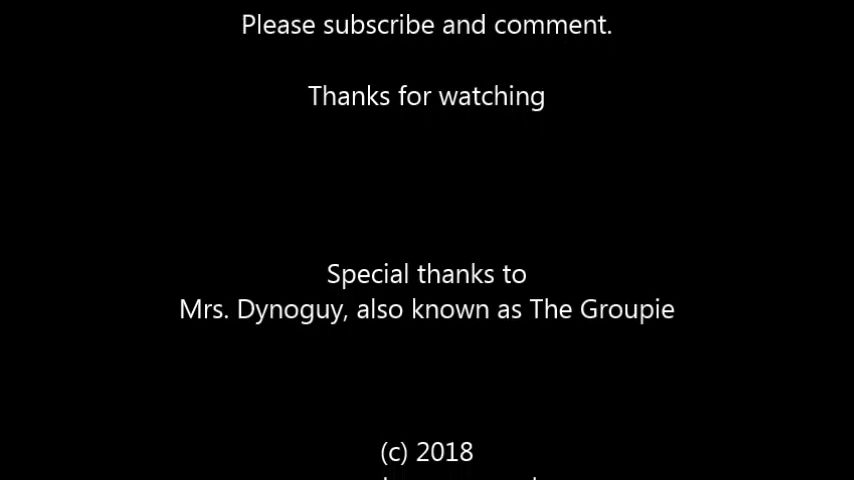 Please subscribe and comment.
Thanks for watching
Special thanks to
Mrs. Dynoguy, also known as The Groupie
(c) 2018